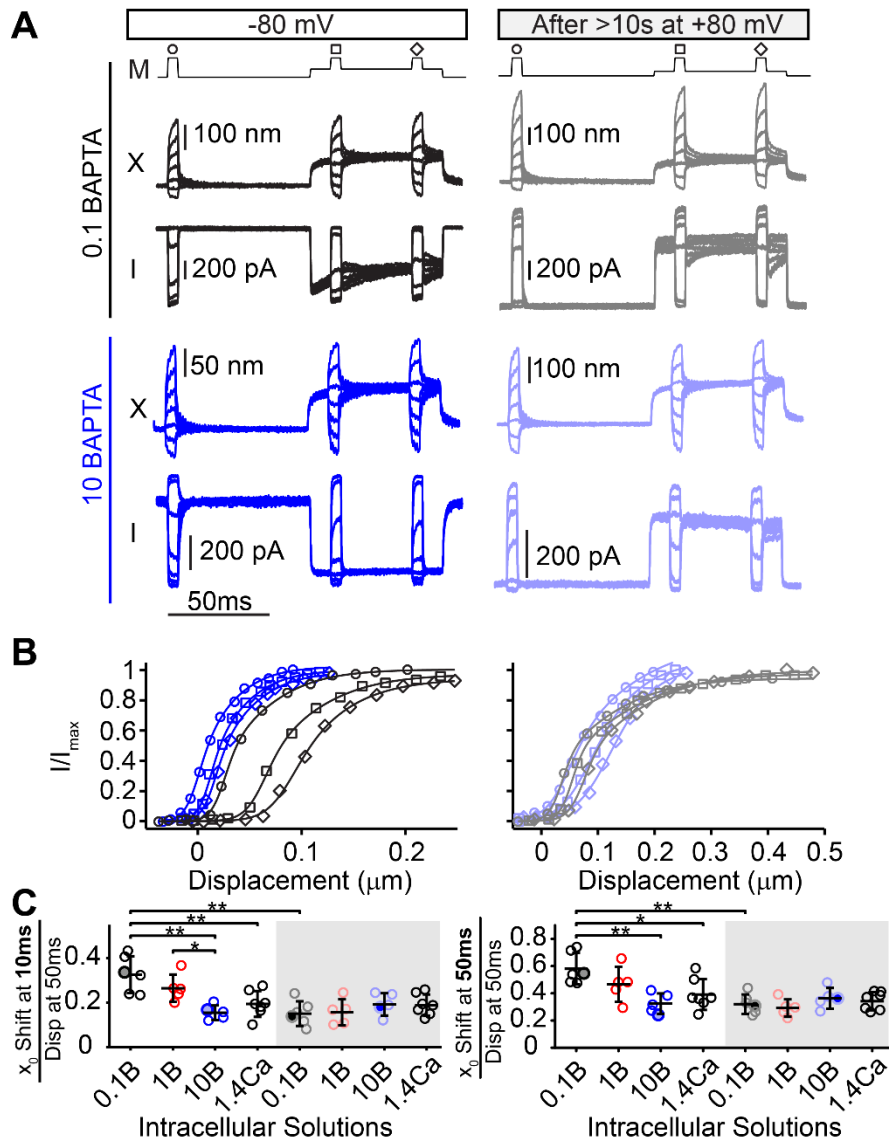 A
-80 mV
After >10s at +80 mV
M
0.1 BAPTA
X
100 nm
100 nm
I
200 pA
200 pA
10 BAPTA
X
50 nm
100 nm
I
200 pA
200 pA
50ms
B
I/Imax
1
0.8
0.6
0.4
0.2
0
0 0.1 0.2
0 0.1 0.2 0.3 0.4 0.5
Displacement (μm) Displacement (μm)
C
x0 Shift at 10ms
Disp at 50ms
0.4
0.2
0
** ** ** * **
0.1B 1B 10B 1.4Ca 0.1B 1B 10B 1.4Ca
Intracellular Solutions
x0 Shift at 50ms
Disp at 50ms
0.8
0.6
0.4
0.2
0
** * **
0.1B 1B 10B 1.4Ca 0.1B 1B 10B 1.4Ca
Intracellular Solutions